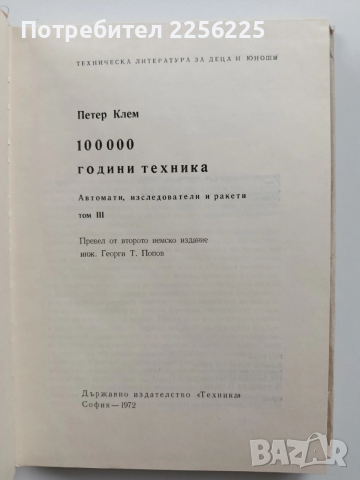 Потребител 2256225
ТЕХНИЧЕСКА ЛИТЕРАТУРА ЗА ДЕЦА И ЮНОШИ
Петер Клем
100000
години техника
Автомати, изследователи и ракети
том III
Превел от второто немско издание
инж. Георги Т. Попов
Държавно издателство «Техника»
София—1972
BAZAR